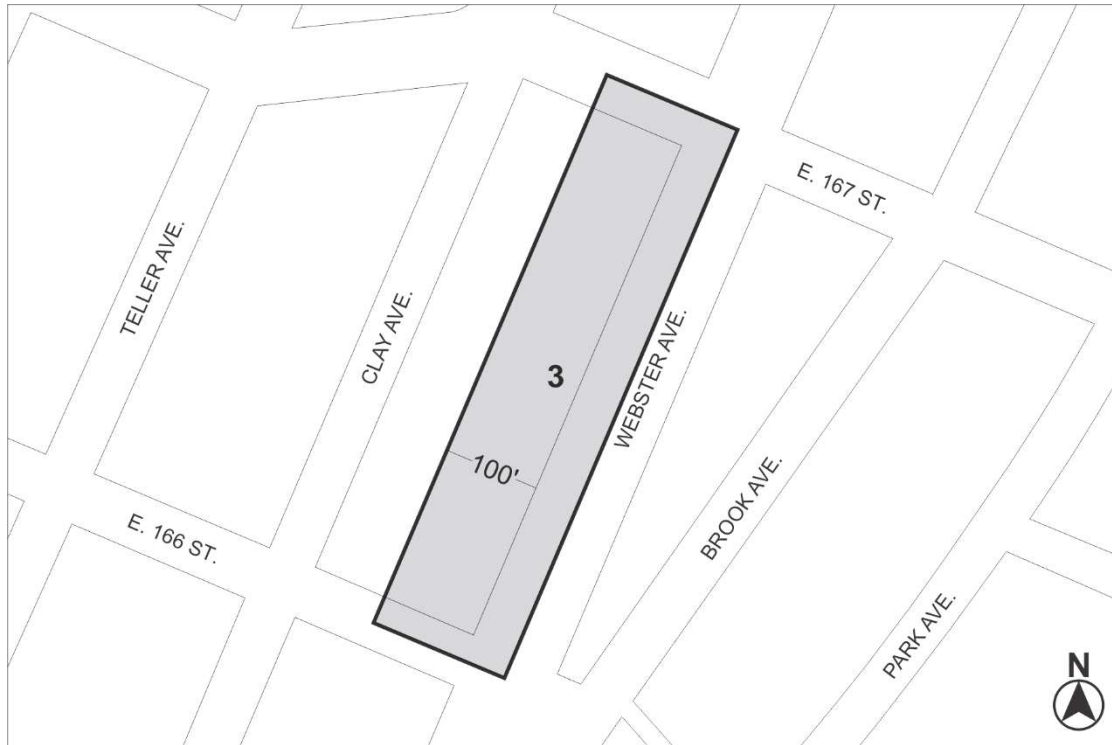 E. 167 ST.
TELLER AVE.
CLAY AVE.
WEBSTER AVE.
3
100'
BROOK AVE.
E. 166 ST.
PARK AVE.
N